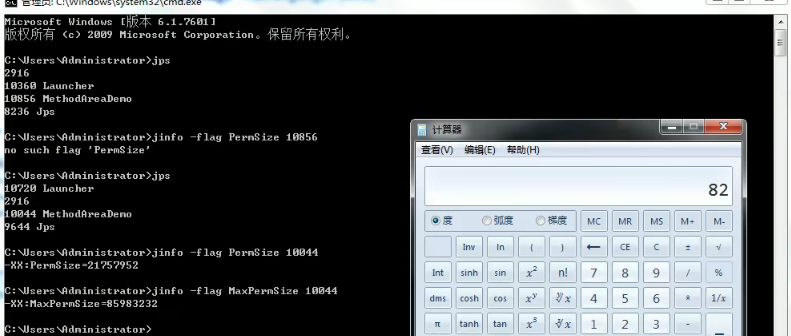 管理员: C:\Windows\system32\cmd.exe
Microsoft Windows [版本 6.1.7601]
版权所有 (c) 2009 Microsoft Corporation。保留所有权利。
C:\Users\Administrator>jps
2916
10360 Launcher
10856 MethodAreaDemo
8236 Jps
C:\Users\Administrator>jinfo -flag PermSize 10856
no such flag 'PermSize'
C:\Users\Administrator>jps
10720 Launcher
2916
10044 MethodAreaDemo
9644 Jps
C:\Users\Administrator>jinfo -flag PermSize 10044
-XX:PermSize=21757952
C:\Users\Administrator>jinfo -flag MaxPermSize 10044
-XX:MaxPermSize=85983232
C:\Users\Administrator>
计算器
查看(V) 编辑(E) 帮助(H)
82
度 弧度 梯度 MC MR MS M+ M-
Inv ln ( ) ← CE C ± √
Int sinh sin x² n! 7 8 9 / %
dms cosh cos xʸ ʸ√x 4 5 6 * 1/x
π tanh tan x³ ³√x 1 2 3 -